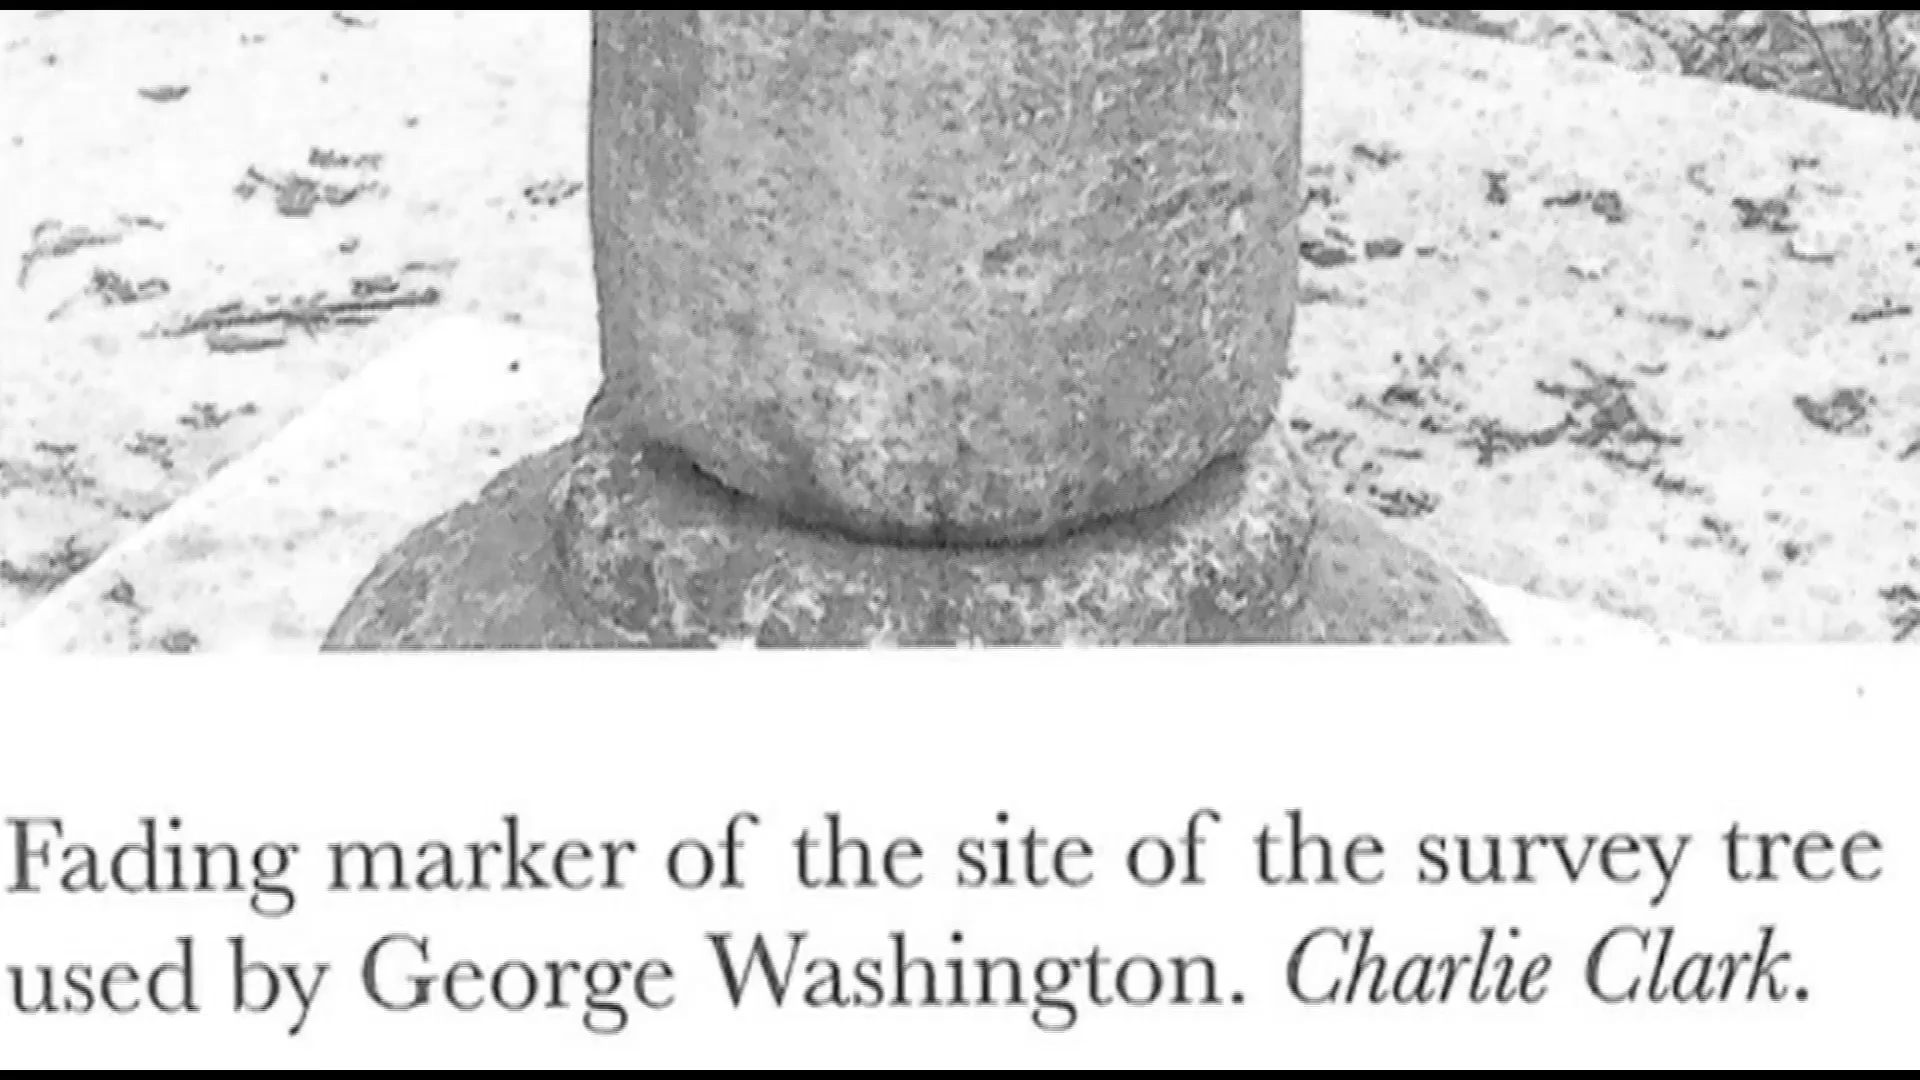 Fading marker of the site of the survey tree
used by George Washington. Charlie Clark.